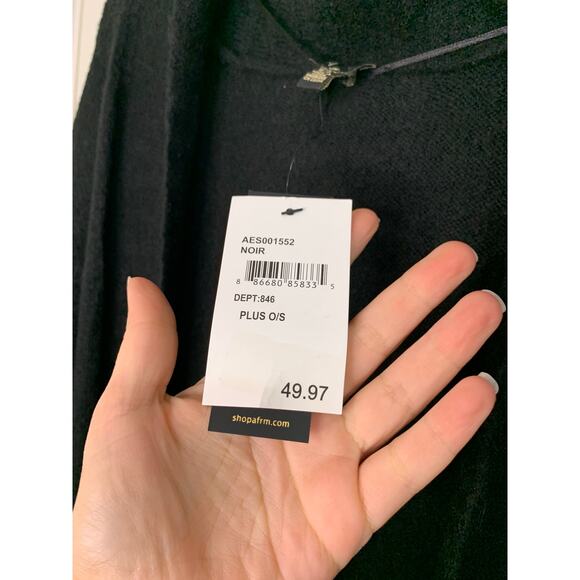 AES001552
NOIR
8 86680 85833 5
DEPT:846
PLUS O/S
49.97
shopafrm.com